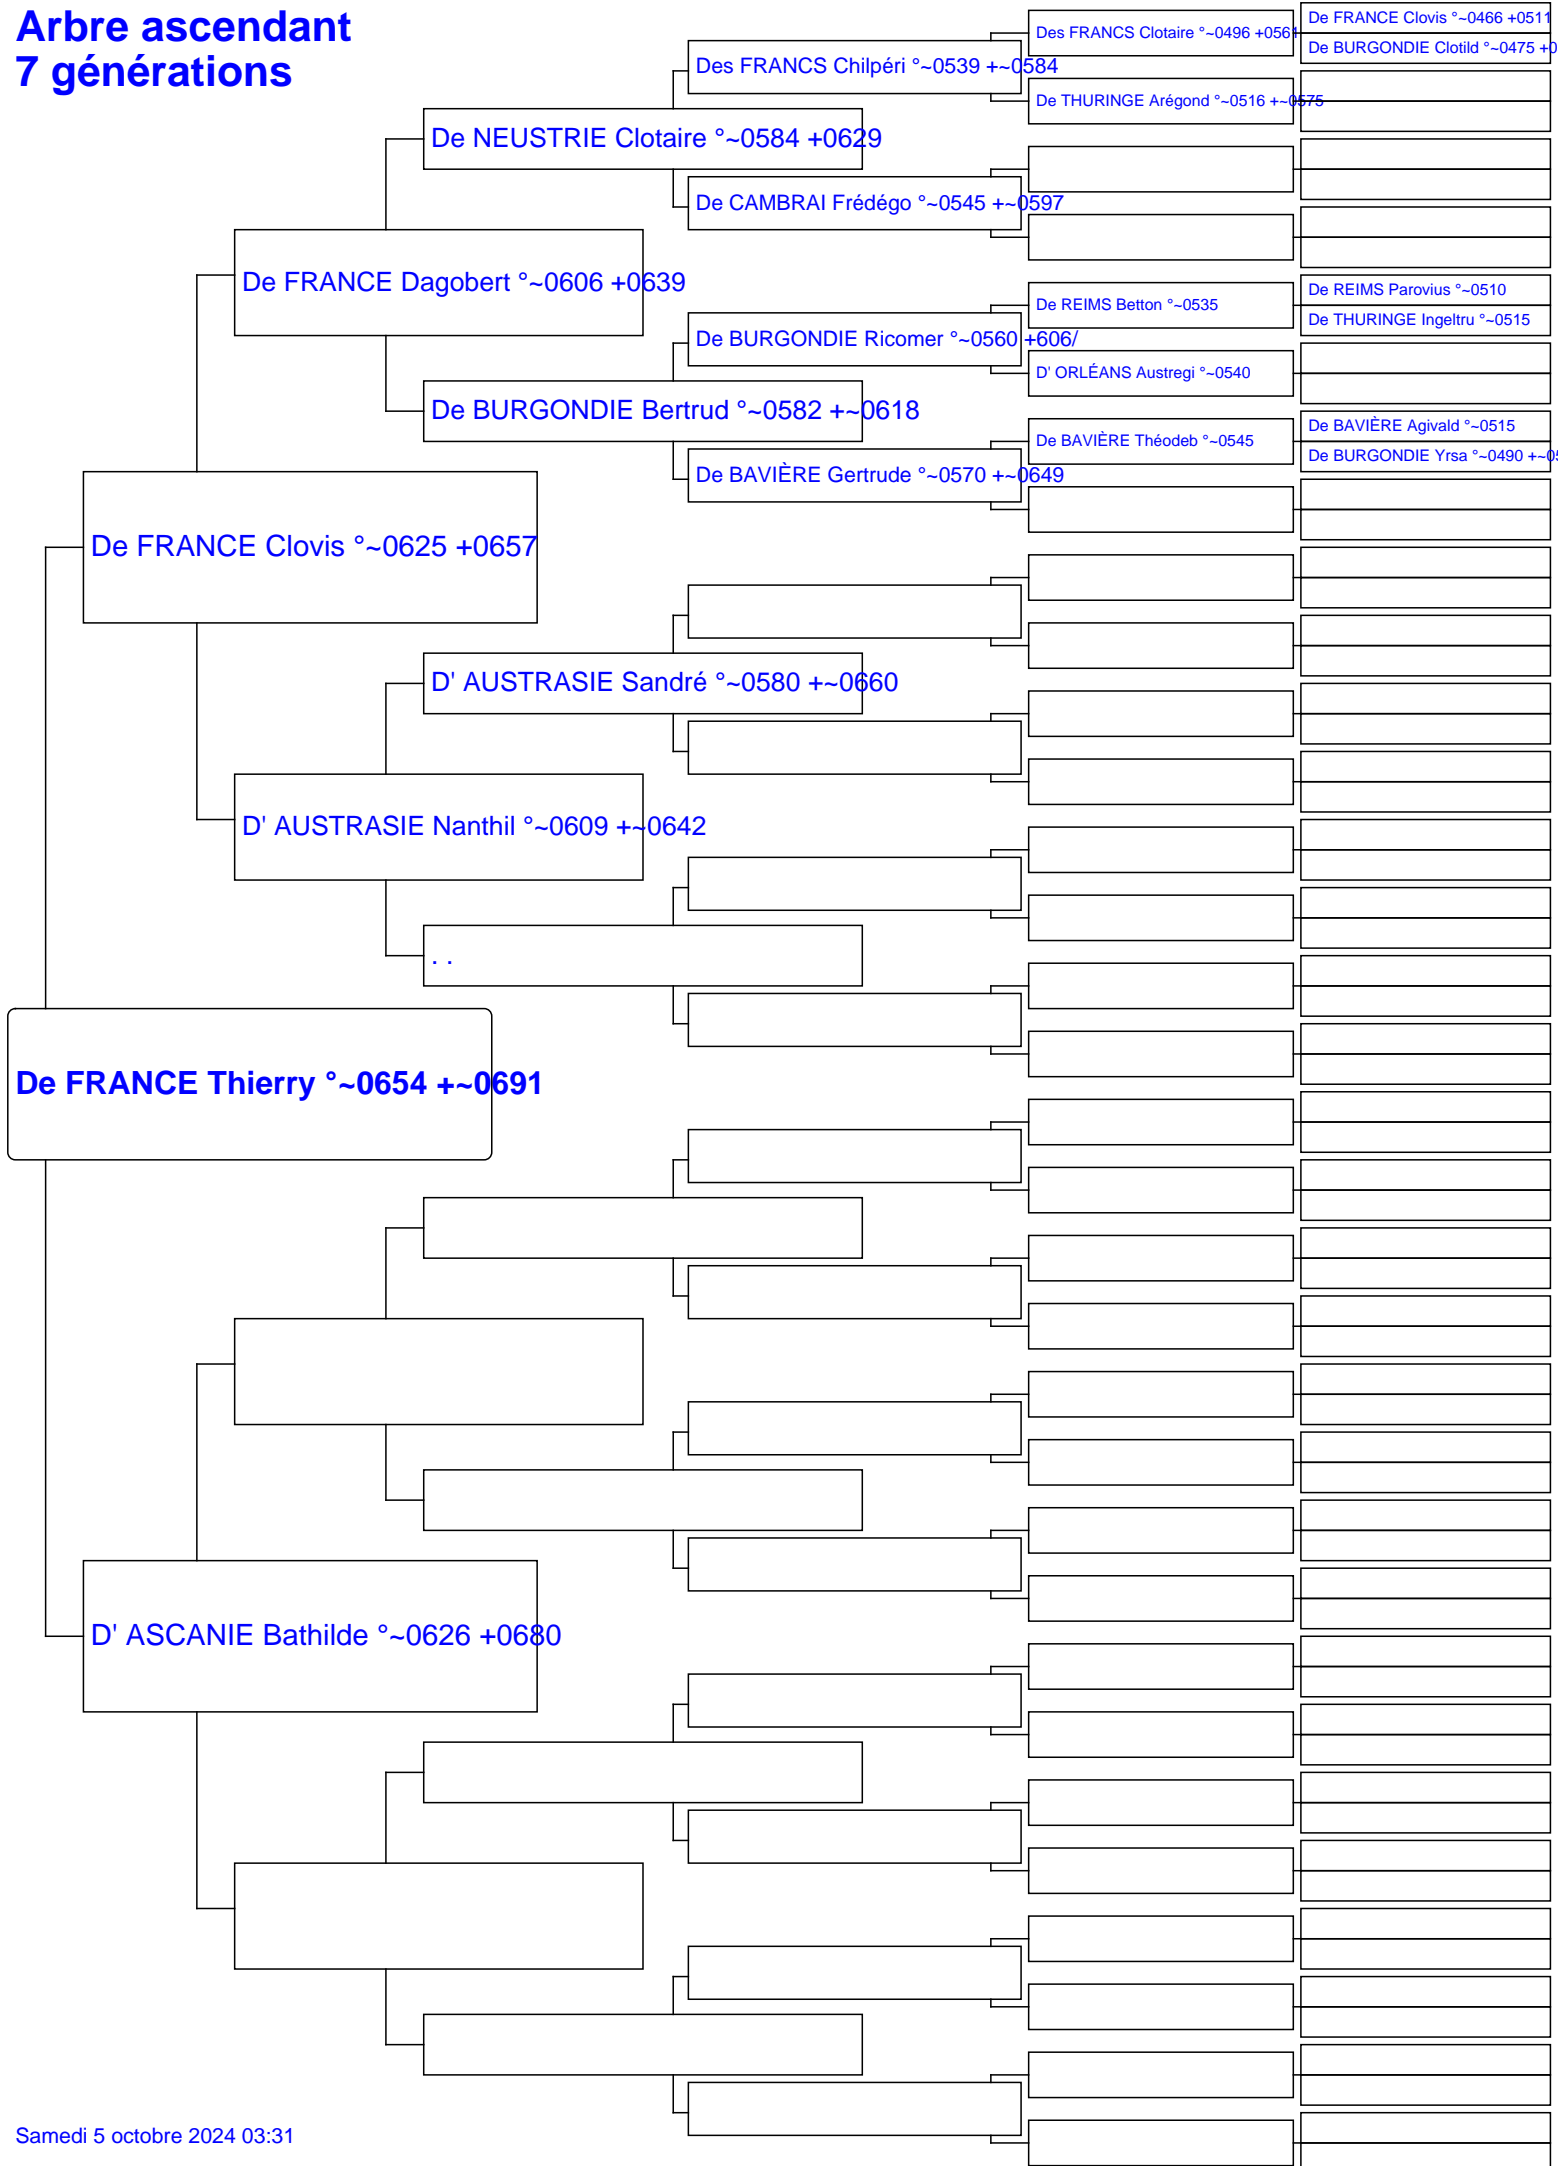 Arbre ascendant
7 générations
De FRANCE Clovis °~0466 +0511
Des FRANCS Clotaire °~0496 +0561
De BURGONDIE Clotild °~0475 +0
Des FRANCS Chilpéri °~0539 +~0584
De THURINGE Arégond °~0516 +~0575
De NEUSTRIE Clotaire °~0584 +0629
De CAMBRAI Frédégo °~0545 +~0597
De FRANCE Dagobert °~0606 +0639
De REIMS Parovius °~0510
De REIMS Betton °~0535
De THURINGE Ingeltru °~0515
De BURGONDIE Ricomer °~0560 +606/
D' ORLÉANS Austregi °~0540
De BURGONDIE Bertrud °~0582 +~0618
De BAVIÈRE Agivald °~0515
De BAVIÈRE Théodeb °~0545
De BURGONDIE Yrsa °~0490 +~05
De BAVIÈRE Gertrude °~0570 +~0649
De FRANCE Clovis °~0625 +0657
D' AUSTRASIE Sandré °~0580 +~0660
D' AUSTRASIE Nanthil °~0609 +~0642
. .
De FRANCE Thierry °~0654 +~0691
D' ASCANIE Bathilde °~0626 +0680
Samedi 5 octobre 2024 03:31